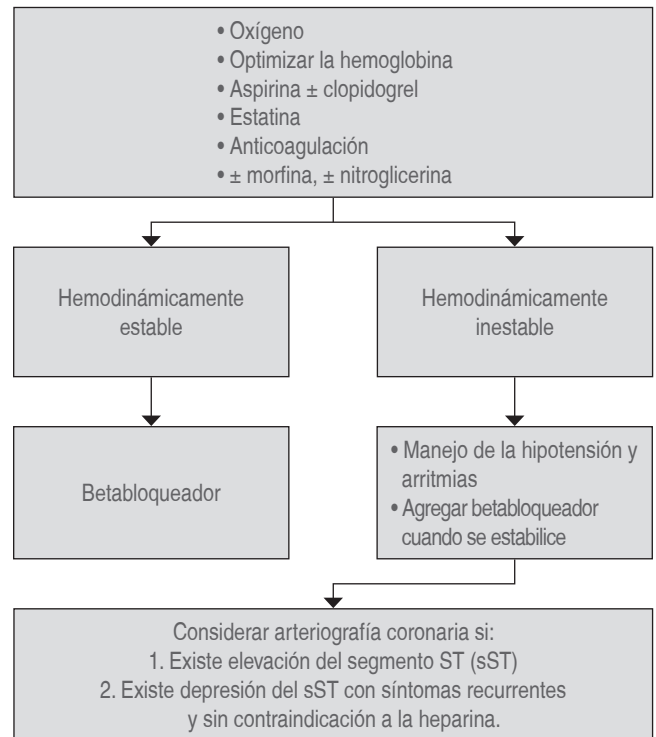 • Oxígeno
• Optimizar la hemoglobina
• Aspirina ± clopidogrel
• Estatina
• Anticoagulación
• ± morfina, ± nitroglicerina
Hemodinámicamente
estable
Hemodinámicamente
inestable
Betabloqueador
• Manejo de la hipotensión y
arritmias
• Agregar betabloqueador
cuando se estabilice
Considerar arteriografía coronaria si:
1. Existe elevación del segmento ST (sST)
2. Existe depresión del sST con síntomas recurrentes
y sin contraindicación a la heparina.